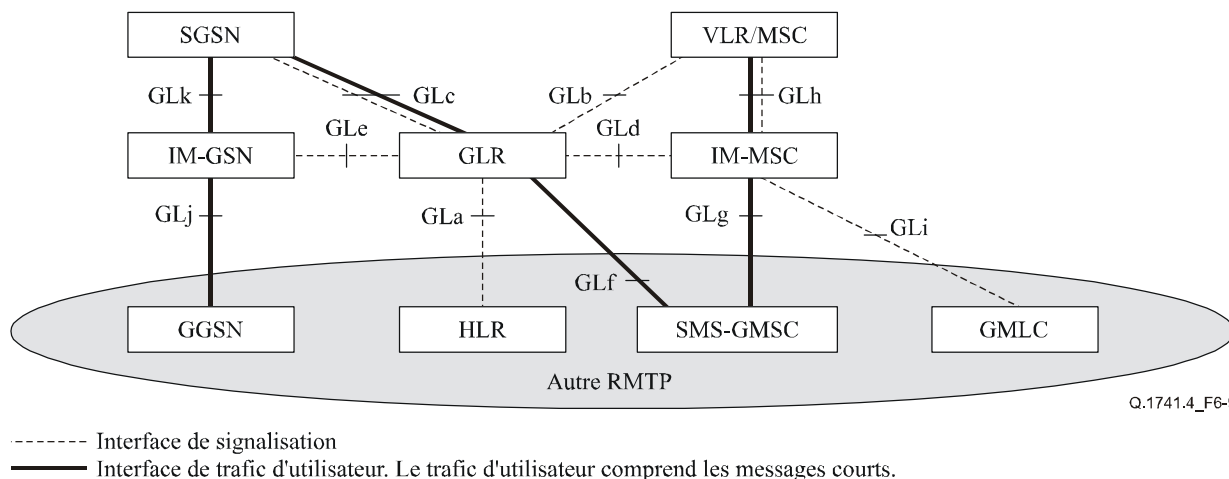 SGSN
VLR/MSC
GLk
GLc
GLb
GLh
GLe
GLd
IM-GSN
GLR
IM-MSC
GLj
GLa
GLg
GLi
GLf
GGSN
HLR
SMS-GMSC
GMLC
Autre RMTP
Q.1741.4_F6-
Interface de signalisation
Interface de trafic d'utilisateur. Le trafic d'utilisateur comprend les messages courts.